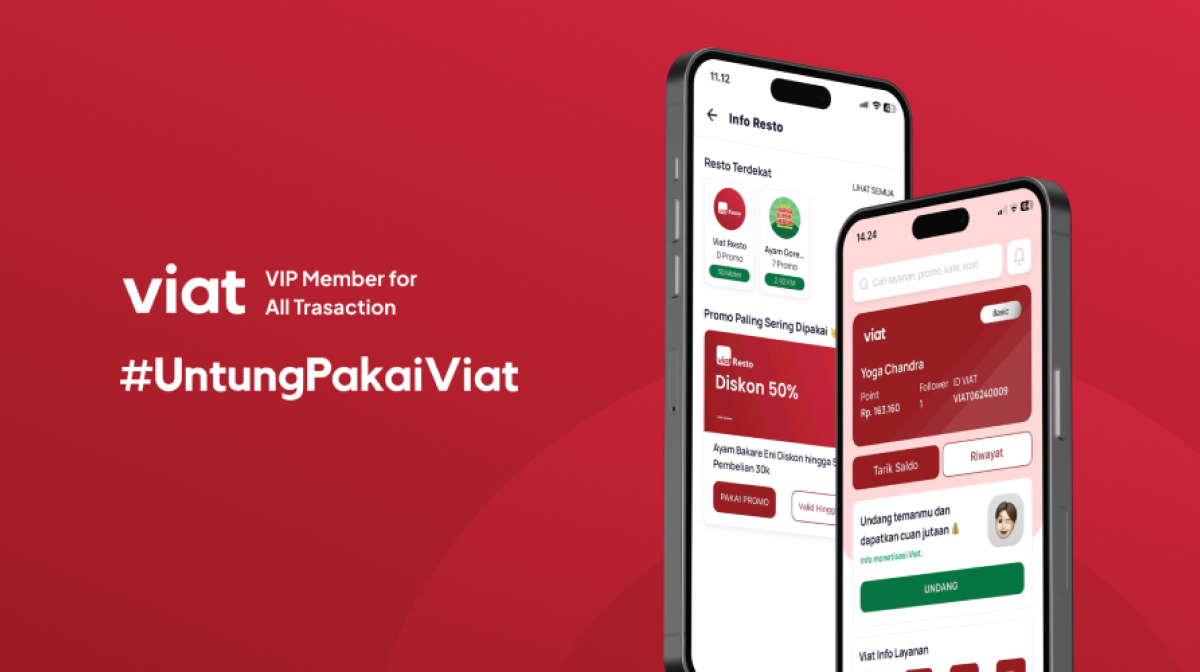 viat
VIP Member for
All Trasaction
#UntungPakaiViat
11.12
Info Resto
Resto Terdekat
LIHAT SEMUA
Viat Resto
0 Promo
50 Meter
Ayam Gore...
7 Promo
2.92 KM
Promo Paling Sering Dipakai
viat Resto
Diskon 50%
Ayam Bakare Eni Diskon hingga
Pembelian 30k
PAKAI PROMO
Valid Hingg
14.24
Cari layanan, promo, kafe, kost
viat
Basic
Yoga Chandra
Point
Rp. 163.160
Follower
1
ID VIAT
VIAT06240009
Tarik Saldo
Riwayat
Undang temanmu dan
dapatkan cuan jutaan 💰
Info monetisasi Viat.
UNDANG
Viat Info Layanan